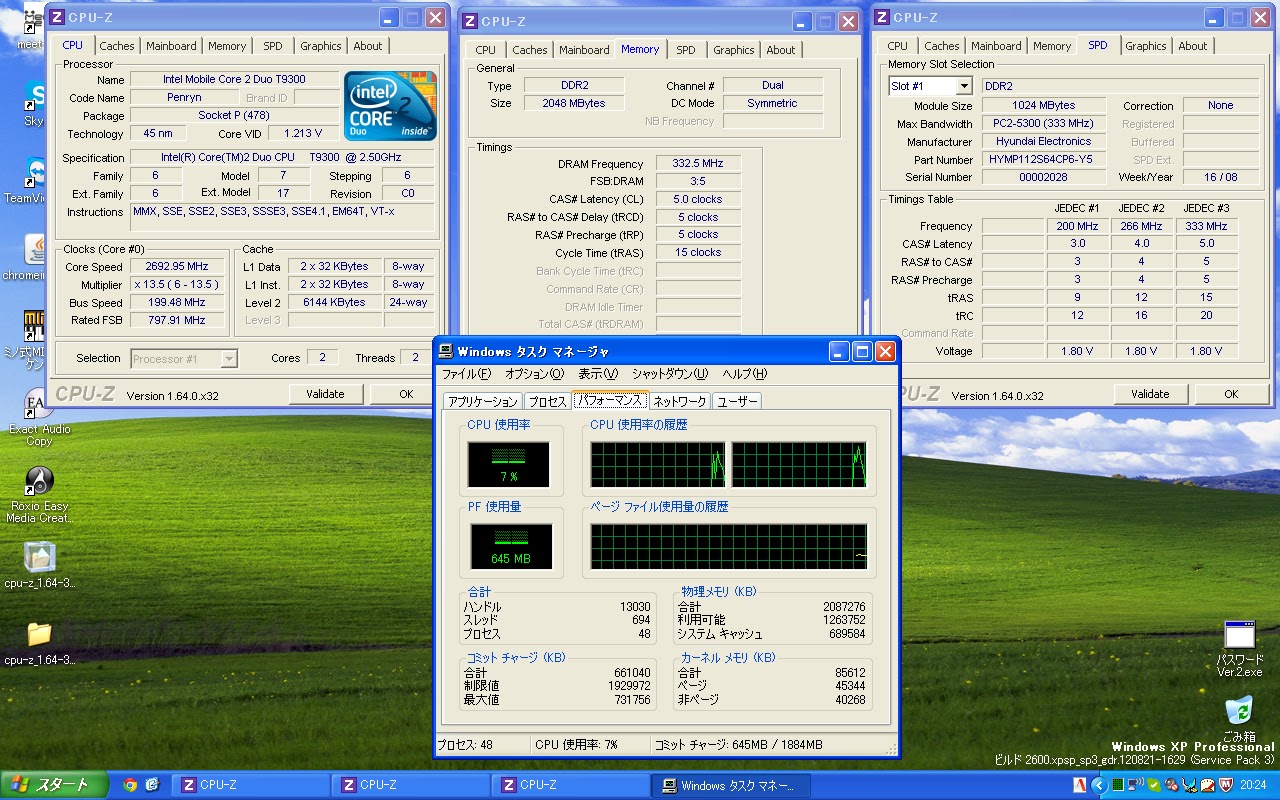 meet
Sky
TeamVi
chromein
ミノ式MI
ケン
Exact Audio
Copy
Roxio Easy
Media Creat...
cpu-z_1.64-3...
cpu-z_1.64-3...
CPU-Z
CPU Caches Mainboard Memory SPD Graphics About
Processor
Name Intel Mobile Core 2 Duo T9300
Code Name Penryn Brand ID
Package Socket P (478)
Technology 45 nm Core VID 1.213 V
intel CORE 2 Duo inside™
Specification Intel(R) Core(TM)2 Duo CPU T9300 @ 2.50GHz
Family 6 Model 7 Stepping 6
Ext. Family 6 Ext. Model 17 Revision C0
Instructions MMX, SSE, SSE2, SSE3, SSSE3, SSE4.1, EM64T, VT-x
Clocks (Core #0)
Core Speed 2692.95 MHz
Multiplier x 13.5 ( 6 - 13.5 )
Bus Speed 199.48 MHz
Rated FSB 797.91 MHz
Cache
L1 Data 2 x 32 KBytes 8-way
L1 Inst. 2 x 32 KBytes 8-way
Level 2 6144 KBytes 24-way
Level 3
Selection Processor #1 Cores 2 Threads 2
CPU-Z Version 1.64.0.x32 Validate OK
CPU-Z
CPU Caches Mainboard Memory SPD Graphics About
General
Type DDR2 Channel # Dual
Size 2048 MBytes DC Mode Symmetric
NB Frequency
Timings
DRAM Frequency 332.5 MHz
FSB:DRAM 3:5
CAS# Latency (CL) 5.0 clocks
RAS# to CAS# Delay (tRCD) 5 clocks
RAS# Precharge (tRP) 5 clocks
Cycle Time (tRAS) 15 clocks
Bank Cycle Time (tRC)
Command Rate (CR)
DRAM Idle Timer
Total CAS# (tRDRAM)
CPU-Z
CPU Caches Mainboard Memory SPD Graphics About
Memory Slot Selection
Slot #1 DDR2
Module Size 1024 MBytes Correction None
Max Bandwidth PC2-5300 (333 MHz) Registered
Manufacturer Hyundai Electronics Buffered
Part Number HYMP112S64CP6-Y5 SPD Ext.
Serial Number 00002028 Week/Year 16 / 08
Timings Table
JEDEC #1 JEDEC #2 JEDEC #3
Frequency 200 MHz 266 MHz 333 MHz
CAS# Latency 3.0 4.0 5.0
RAS# to CAS# 3 4 5
RAS# Precharge 3 4 5
tRAS 9 12 15
tRC 12 16 20
Command Rate
Voltage 1.80 V 1.80 V 1.80 V
PU-Z Version 1.64.0.x32 Validate OK
Windows タスク マネージャ
ファイル(F) オプション(O) 表示(V) シャットダウン(U) ヘルプ(H)
アプリケーション プロセス パフォーマンス ネットワーク ユーザー
CPU 使用率 CPU 使用率の履歴
7 %
PF 使用量 ページ ファイル使用量の履歴
645 MB
合計
ハンドル 13030
スレッド 694
プロセス 48
物理メモリ (KB)
合計 2087276
利用可能 1263752
システム キャッシュ 689584
コミット チャージ (KB)
合計 661040
制限値 1929972
最大値 731756
カーネル メモリ (KB)
合計 85612
ページ 45344
非ページ 40268
プロセス: 48 CPU 使用率: 7% コミット チャージ: 645MB / 1884MB
パスワード
Ver.2.exe
ごみ箱
Windows XP Professional
ビルド 2600.xpsp_sp3_gdr.120821-1629 (Service Pack 3)
スタート CPU-Z CPU-Z CPU-Z Windows タスク マネー... A 20:24